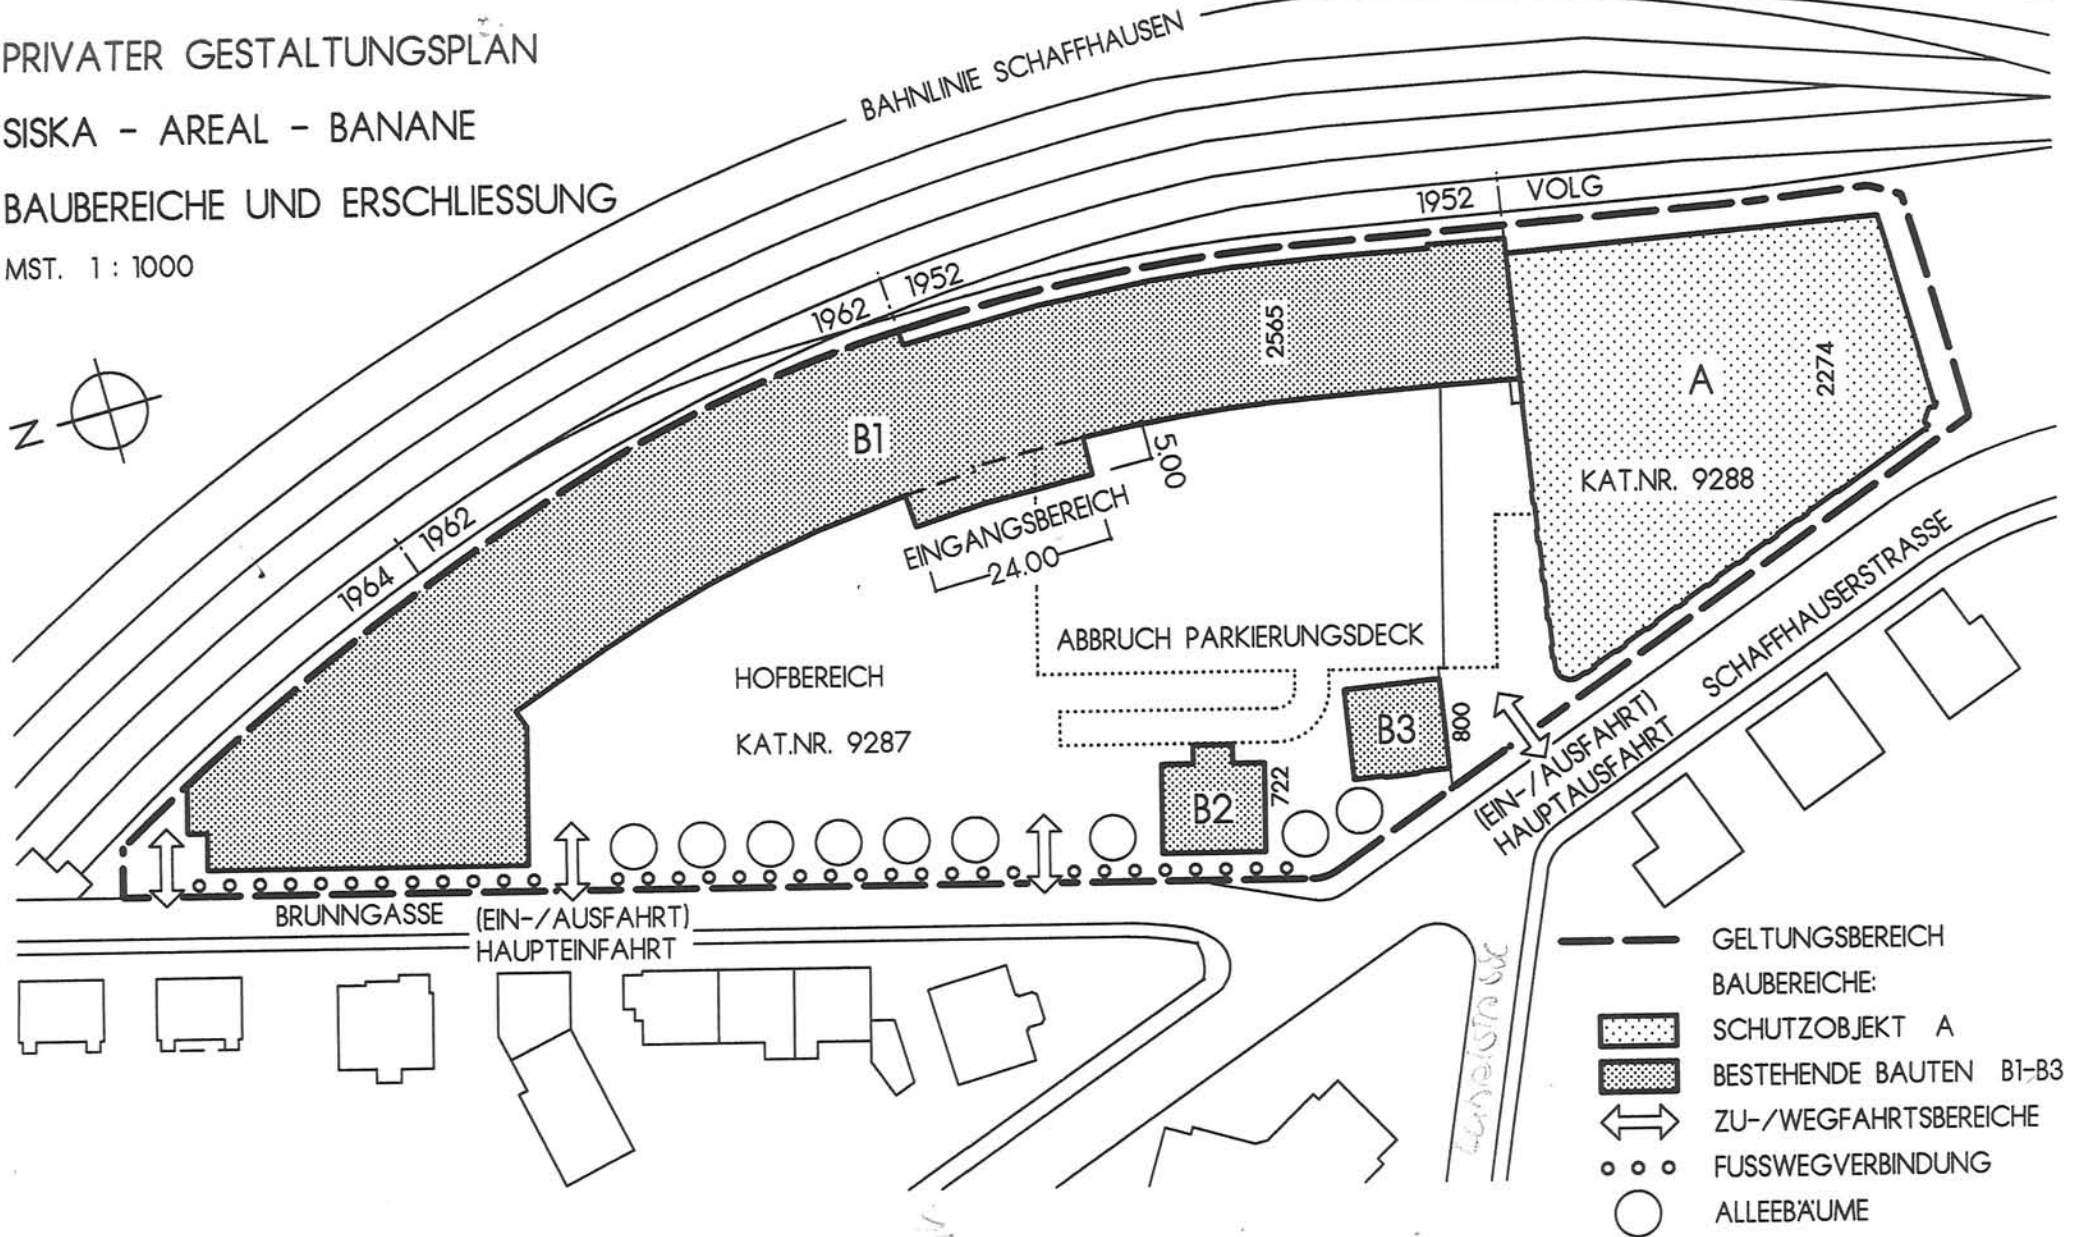 PRIVATER GESTALTUNGSPLAN
SISKA - AREAL - BANANE
BAUBEREICHE UND ERSCHLIESSUNG
MST. 1 : 1000
N
BAHNLINIE SCHAFFHAUSEN
1952 VOLG
1962 1952
1964 1962
2565
B1
A
2274
KAT.NR. 9288
5.00
EINGANGSBEREICH
24.00
ABBRUCH PARKIERUNGSDECK
HOFBEREICH
KAT.NR. 9287
B3
800
B2
722
SCHAFFHAUSERSTRASSE
(EIN-/AUSFAHRT)
HAUPTAUSFAHRT
BRUNNGASSE
(EIN-/AUSFAHRT)
HAUPTEINFAHRT
GELTUNGSBEREICH
BAUBEREICHE:
SCHUTZOBJEKT A
BESTEHENDE BAUTEN B1-B3
ZU-/WEGFAHRTSBEREICHE
FUSSWEGVERBINDUNG
ALLEEBÄUME